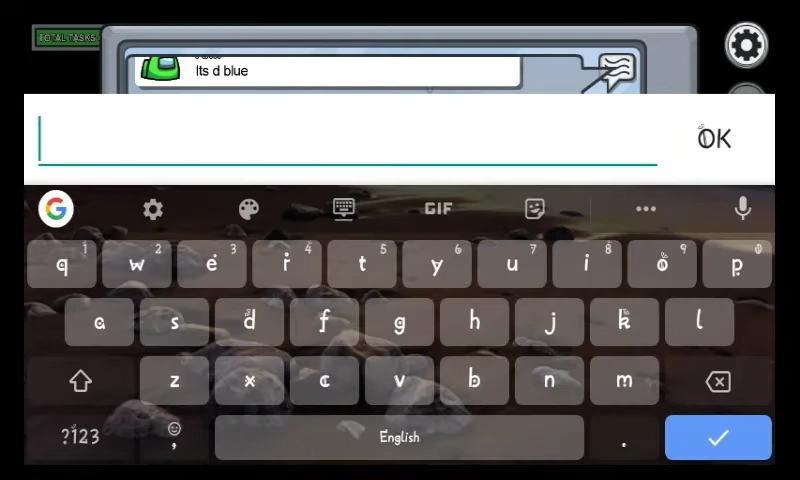 TOTAL TASKS
Its d blue
OK
G
GIF
1 2 3 4 5 6 7 8 9 0
q w e r t y u i o p
a s d f g h j k l
z x c v b n m
?123 , English .